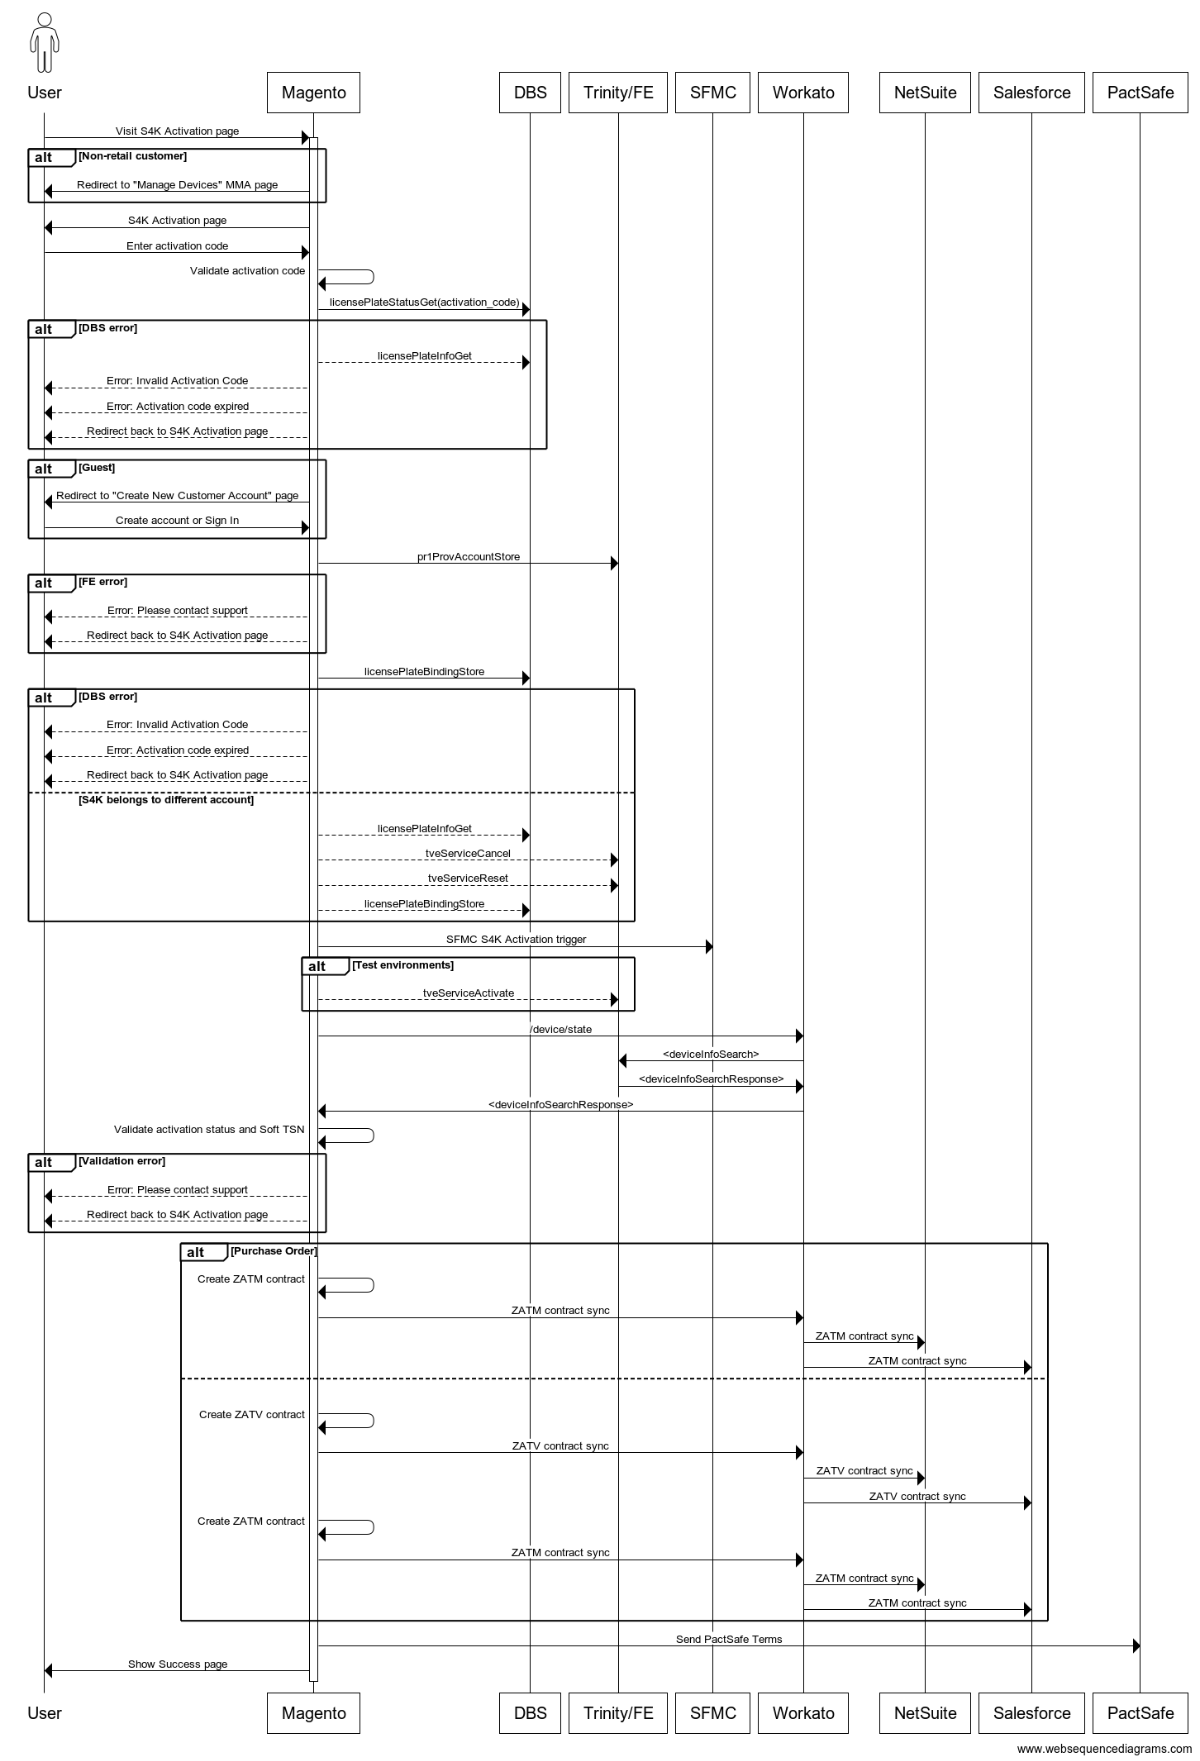 User
Magento
DBS
Trinity/FE
SFMC
Workato
NetSuite
Salesforce
PactSafe
Visit S4K Activation page
alt [Non-retail customer]
Redirect to "Manage Devices" MMA page
S4K Activation page
Enter activation code
Validate activation code
licensePlateStatusGet(activation_code)
alt [DBS error]
licensePlateInfoGet
Error: Invalid Activation Code
Error: Activation code expired
Redirect back to S4K Activation page
alt [Guest]
Redirect to "Create New Customer Account" page
Create account or Sign In
pr1ProvAccountStore
alt [FE error]
Error: Please contact support
Redirect back to S4K Activation page
licensePlateBindingStore
alt [DBS error]
Error: Invalid Activation Code
Error: Activation code expired
Redirect back to S4K Activation page
[S4K belongs to different account]
licensePlateInfoGet
tveServiceCancel
tveServiceReset
licensePlateBindingStore
SFMC S4K Activation trigger
alt [Test environments]
tveServiceActivate
/device/state
<deviceInfoSearch>
<deviceInfoSearchResponse>
<deviceInfoSearchResponse>
Validate activation status and Soft TSN
alt [Validation error]
Error: Please contact support
Redirect back to S4K Activation page
alt [Purchase Order]
Create ZATM contract
ZATM contract sync
ZATM contract sync
ZATM contract sync
Create ZATV contract
ZATV contract sync
ZATV contract sync
ZATV contract sync
Create ZATM contract
ZATM contract sync
ZATM contract sync
ZATM contract sync
Send PactSafe Terms
Show Success page
User
Magento
DBS
Trinity/FE
SFMC
Workato
NetSuite
Salesforce
PactSafe
www.websequencediagrams.com